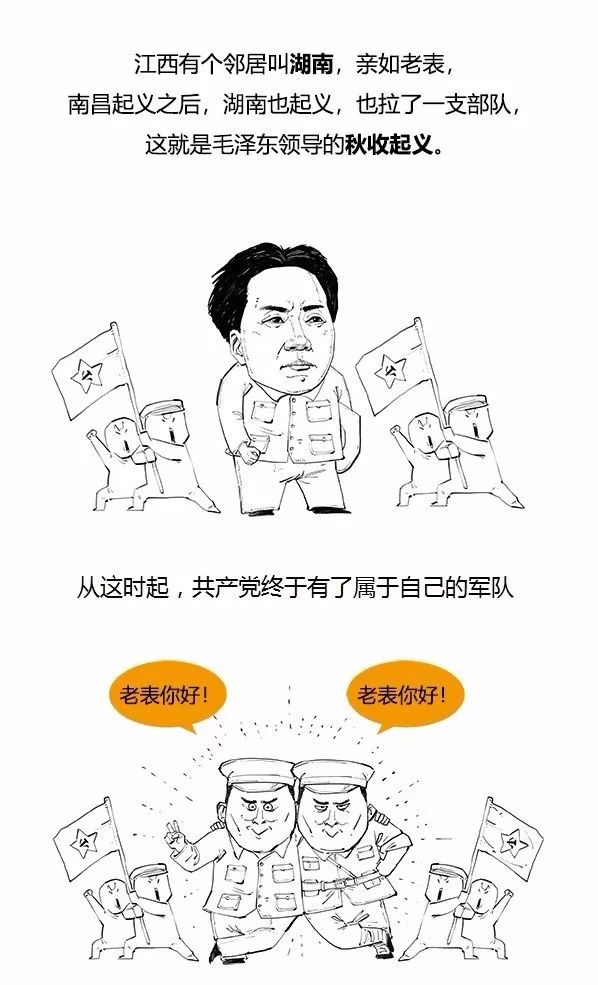 江西有个邻居叫湖南，亲如老表，
南昌起义之后，湖南也起义，也拉了一支部队，
这就是毛泽东领导的秋收起义。
从这时起，共产党终于有了属于自己的军队
老表你好！
老表你好！